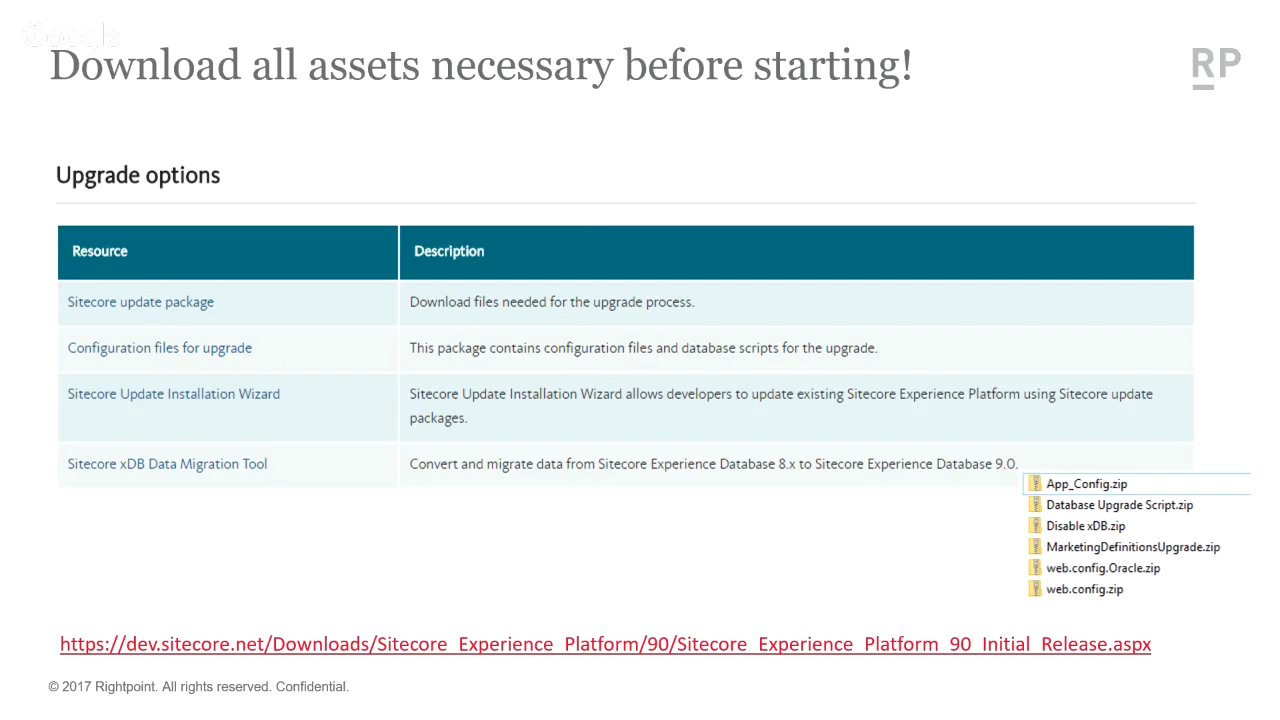 Google
Download all assets necessary before starting!
RP
Upgrade options
Resource Description
Sitecore update package Download files needed for the upgrade process.
Configuration files for upgrade This package contains configuration files and database scripts for the upgrade.
Sitecore Update Installation Wizard Sitecore Update Installation Wizard allows developers to update existing Sitecore Experience Platform using Sitecore update
packages.
Sitecore xDB Data Migration Tool Convert and migrate data from Sitecore Experience Database 8.x to Sitecore Experience Database 9.0.
App_Config.zip
Database Upgrade Script.zip
Disable xDB.zip
MarketingDefinitionsUpgrade.zip
web.config.Oracle.zip
web.config.zip
https://dev.sitecore.net/Downloads/Sitecore_Experience_Platform/90/Sitecore_Experience_Platform_90_Initial_Release.aspx
© 2017 Rightpoint. All rights reserved. Confidential.